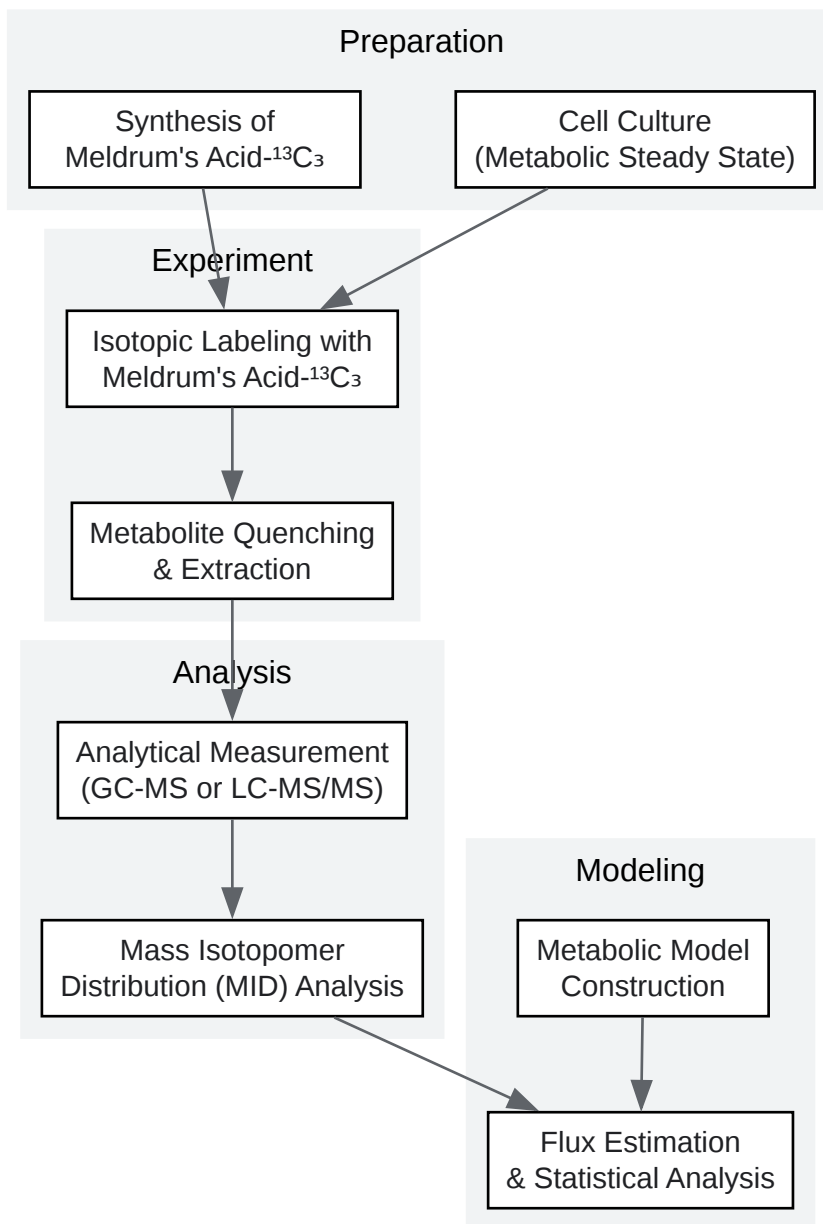 Preparation
Synthesis of
Meldrum's Acid-¹³C₃
Cell Culture
(Metabolic Steady State)
Experiment
Isotopic Labeling with
Meldrum's Acid-¹³C₃
Metabolite Quenching
& Extraction
Analysis
Analytical Measurement
(GC-MS or LC-MS/MS)
Mass Isotopomer
Distribution (MID) Analysis
Modeling
Metabolic Model
Construction
Flux Estimation
& Statistical Analysis